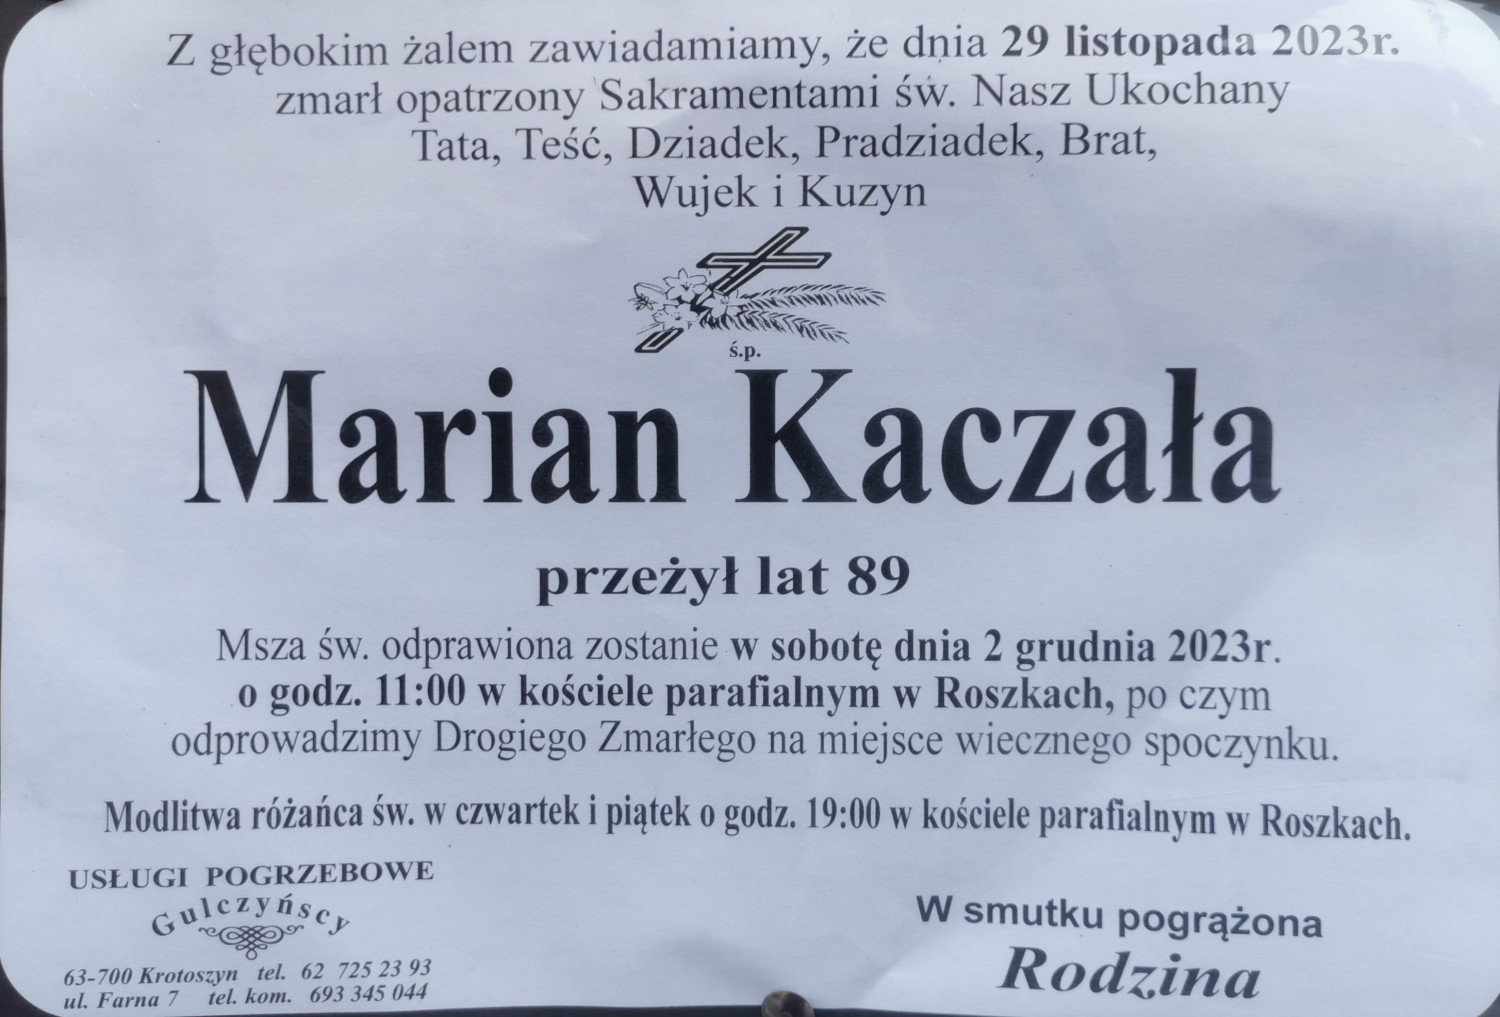 Z głębokim żalem zawiadamiamy, że dnia 29 listopada 2023r.
zmarł opatrzony Sakramentami św. Nasz Ukochany
Tata, Teść, Dziadek, Pradziadek, Brat,
Wujek i Kuzyn
ś.p.
Marian Kaczała
przeżył lat 89
Msza św. odprawiona zostanie w sobotę dnia 2 grudnia 2023r.
o godz. 11:00 w kościele parafialnym w Roszkach, po czym
odprowadzimy Drogiego Zmarłego na miejsce wiecznego spoczynku.
Modlitwa różańca św. w czwartek i piątek o godz. 19:00 w kościele parafialnym w Roszkach.
USŁUGI POGRZEBOWE
Gulczyńscy
63-700 Krotoszyn tel. 62 725 23 93
ul. Farna 7 tel. kom. 693 345 044
W smutku pogrążona
Rodzina